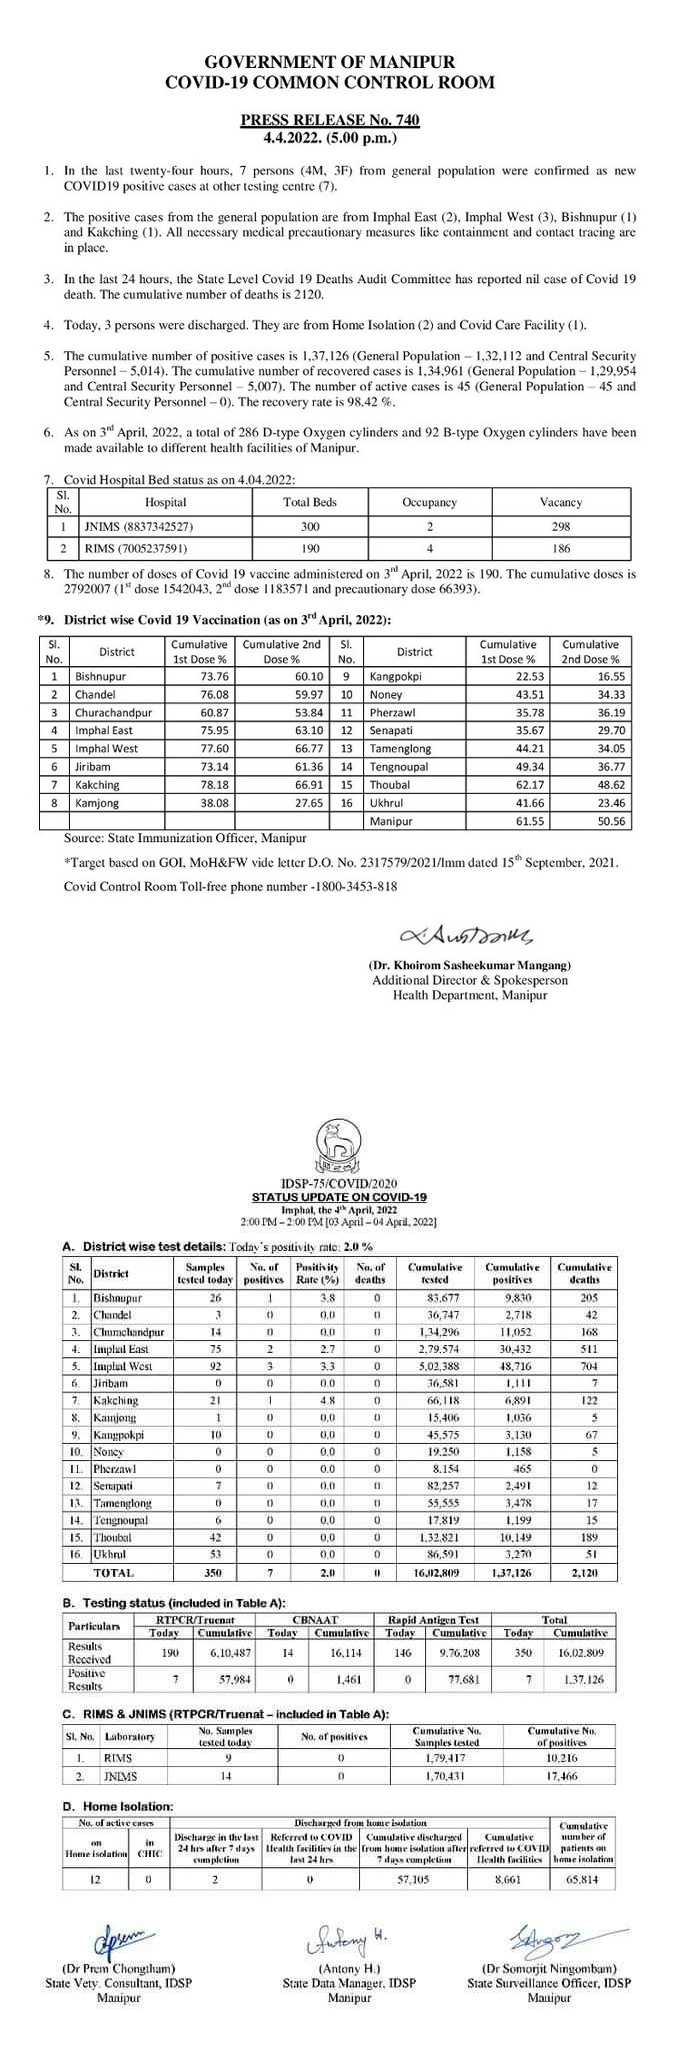 GOVERNMENT OF MANIPUR
COVID-19 COMMON CONTROL ROOM
PRESS RELEASE No. 740
4.4.2022. (5.00 p.m.)
1. In the last twenty-four hours, 7 persons (4M, 3F) from general population were confirmed as new
COVID19 positive cases at other testing centre (7).
2. The positive cases from the general population are from Imphal East (2), Imphal West (3), Bishnupur (1)
and Kakching (1). All necessary medical precautionary measures like containment and contact tracing are
in place.
3. In the last 24 hours, the State Level Covid 19 Deaths Audit Committee has reported nil case of Covid 19
death. The cumulative number of deaths is 2120.
4. Today, 3 persons were discharged. They are from Home Isolation (2) and Covid Care Facility (1).
5. The cumulative number of positive cases is 1,37,126 (General Population – 1,32,112 and Central Security
Personnel – 5,014). The cumulative number of recovered cases is 1,34,961 (General Population – 1,29,954
and Central Security Personnel – 5,007). The number of active cases is 45 (General Population – 45 and
Central Security Personnel – 0). The recovery rate is 98.42 %.
6. As on 3rd April, 2022, a total of 286 D-type Oxygen cylinders and 92 B-type Oxygen cylinders have been
made available to different health facilities of Manipur.
7. Covid Hospital Bed status as on 4.04.2022:
Sl. No. Hospital Total Beds Occupancy Vacancy
1 JNIMS (8837342527) 300 2 298
2 RIMS (7005237591) 190 4 186
8. The number of doses of Covid 19 vaccine administered on 3rd April, 2022 is 190. The cumulative doses is
2792007 (1st dose 1542043, 2nd dose 1183571 and precautionary dose 66393).
*9. District wise Covid 19 Vaccination (as on 3rd April, 2022):
Sl. No. District Cumulative 1st Dose % Cumulative 2nd Dose % Sl. No. District Cumulative 1st Dose % Cumulative 2nd Dose %
1 Bishnupur 73.76 60.10 9 Kangpokpi 22.53 16.55
2 Chandel 76.08 59.97 10 Noney 43.51 34.33
3 Churachandpur 60.87 53.84 11 Pherzawl 35.78 36.19
4 Imphal East 75.95 63.10 12 Senapati 35.67 29.70
5 Imphal West 77.60 66.77 13 Tamenglong 44.21 34.05
6 Jiribam 73.14 61.36 14 Tengnoupal 49.34 36.77
7 Kakching 78.18 66.91 15 Thoubal 62.17 48.62
8 Kamjong 38.08 27.65 16 Ukhrul 41.66 23.46
Manipur 61.55 50.56
Source: State Immunization Officer, Manipur
*Target based on GOI, MoH&FW vide letter D.O. No. 2317579/2021/Imm dated 15th September, 2021.
Covid Control Room Toll-free phone number -1800-3453-818
(Dr. Khoirom Sasheekumar Mangang)
Additional Director & Spokesperson
Health Department, Manipur
IDSP-75/COVID/2020
STATUS UPDATE ON COVID-19
Imphal, the 4th April, 2022
2:00 PM – 2:00 PM [03 April – 04 April, 2022]
A. District wise test details: Today's positivity rate: 2.0 %
Sl. No. District Samples tested today No. of positives Positivity Rate (%) No. of deaths Cumulative tested Cumulative positives Cumulative deaths
1. Bishnupur 26 1 3.8 0 83,677 9,830 205
2. Chandel 3 0 0.0 0 36,747 2,718 42
3. Churachandpur 14 0 0.0 0 1,34,296 11,052 168
4. Imphal East 75 2 2.7 0 2,79,574 30,432 511
5. Imphal West 92 3 3.3 0 5,02,388 48,716 704
6. Jiribam 0 0 0.0 0 36,581 1,111 7
7. Kakching 21 1 4.8 0 66,118 6,891 122
8. Kamjong 1 0 0.0 0 15,406 1,036 5
9. Kangpokpi 10 0 0.0 0 45,575 3,130 67
10. Noney 0 0 0.0 0 19,250 1,158 5
11. Pherzawl 0 0 0.0 0 8,154 465 0
12. Senapati 7 0 0.0 0 82,257 2,491 12
13. Tamenglong 0 0 0.0 0 55,555 3,478 17
14. Tengnoupal 6 0 0.0 0 17,819 1,199 15
15. Thoubal 42 0 0.0 0 1,32,821 10,149 189
16. Ukhrul 53 0 0.0 0 86,591 3,270 51
TOTAL 350 7 2.0 0 16,02,809 1,37,126 2,120
B. Testing status (included in Table A):
Particulars RTPCR/Truenat CBNAAT Rapid Antigen Test Total
Today Cumulative Today Cumulative Today Cumulative Today Cumulative
Results Received 190 6,10,487 14 16,114 146 9,76,208 350 16,02,809
Positive Results 7 57,984 0 1,461 0 77,681 7 1,37,126
C. RIMS & JNIMS (RTPCR/Truenat – included in Table A):
Sl. No. Laboratory No. Samples tested today No. of positives Cumulative No. Samples tested Cumulative No. of positives
1. RIMS 9 0 1,79,417 10,216
2. JNIMS 14 0 1,70,431 17,466
D. Home Isolation:
No. of active cases Discharged from home isolation Cumulative number of patients on home isolation
on Home isolation in CHIC Discharge in the last 24 hrs after 7 days completion Referred to COVID Health facilities in the last 24 hrs Cumulative discharged from home isolation after 7 days completion Cumulative referred to COVID Health facilities
12 0 2 0 57,105 8,661 65,814
Antony H.
(Dr Prem Chongtham) (Antony H.) (Dr Somorjit Ningombam)
State Vety. Consultant, IDSP State Data Manager, IDSP State Surveillance Officer, IDSP
Manipur Manipur Manipur